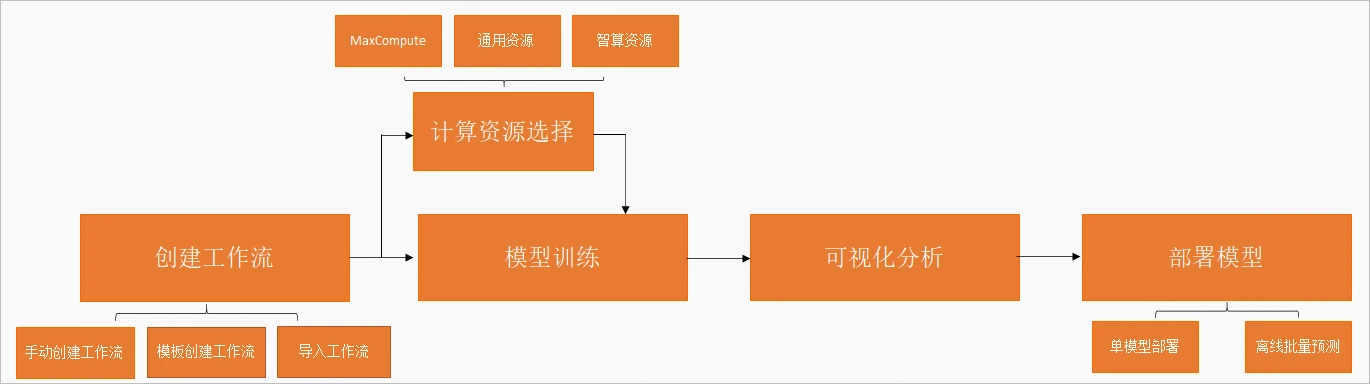 MaxCompute
通用资源
智算资源
计算资源选择
创建工作流
模型训练
可视化分析
部署模型
手动创建工作流
模板创建工作流
导入工作流
单模型部署
离线批量预测